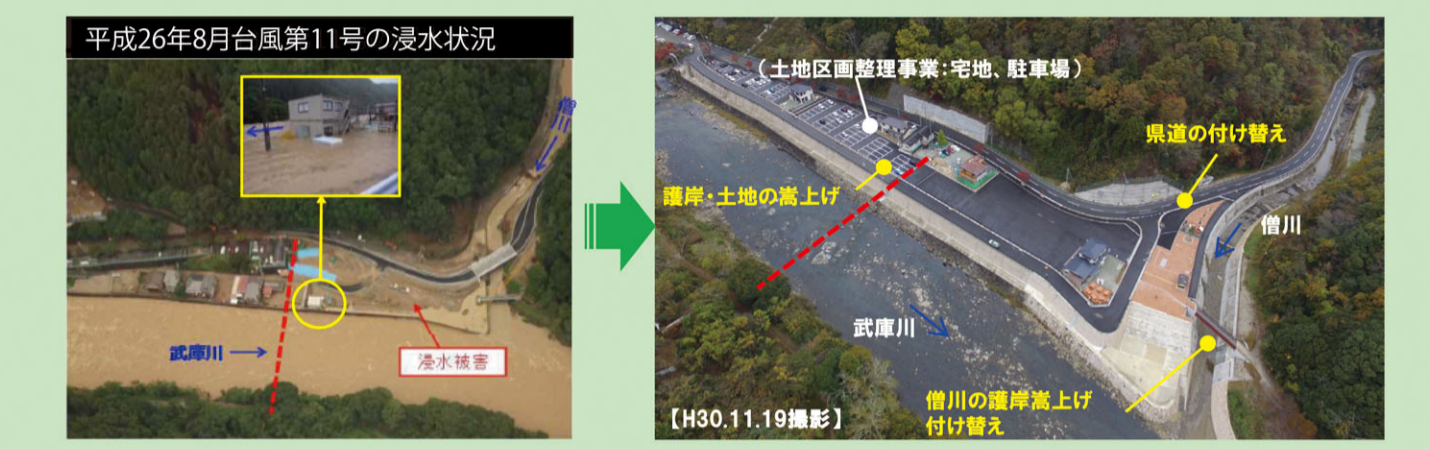 平成26年8月台風第11号の浸水状況
僧川
武庫川
浸水被害
（土地区画整理事業：宅地、駐車場）
県道の付け替え
護岸・土地の嵩上げ
僧川
武庫川
僧川の護岸嵩上げ
付け替え
【H30.11.19撮影】